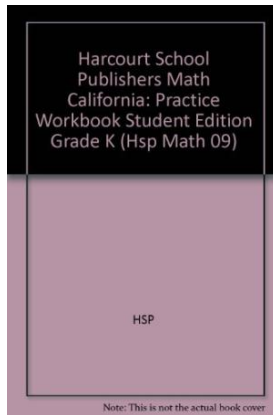 Harcourt School
Publishers Math
California: Practice
Workbook Student Edition
Grade K (Hsp Math 09)
HSP
Note: This is not the actual book cover